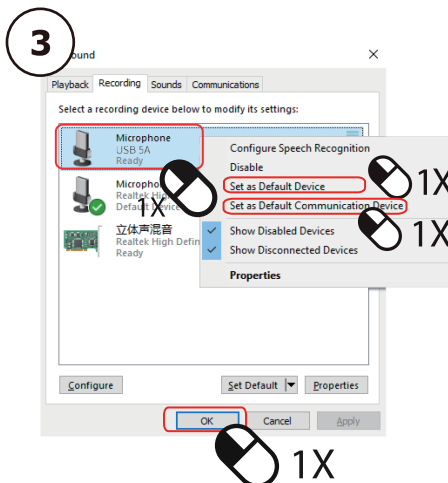 3
Sound
Playback Recording Sounds Communications
Select a recording device below to modify its settings:
Microphone
USB 5A
Ready
Configure Speech Recognition
Disable
Set as Default Device
1X
Set as Default Communication Device
1X
Show Disabled Devices
Show Disconnected Devices
Properties
Micropho
Realtek Hi
Default Device
1X
立体声混音
Realtek High Defin
Ready
Configure Set Default Properties
OK Cancel Apply
1X